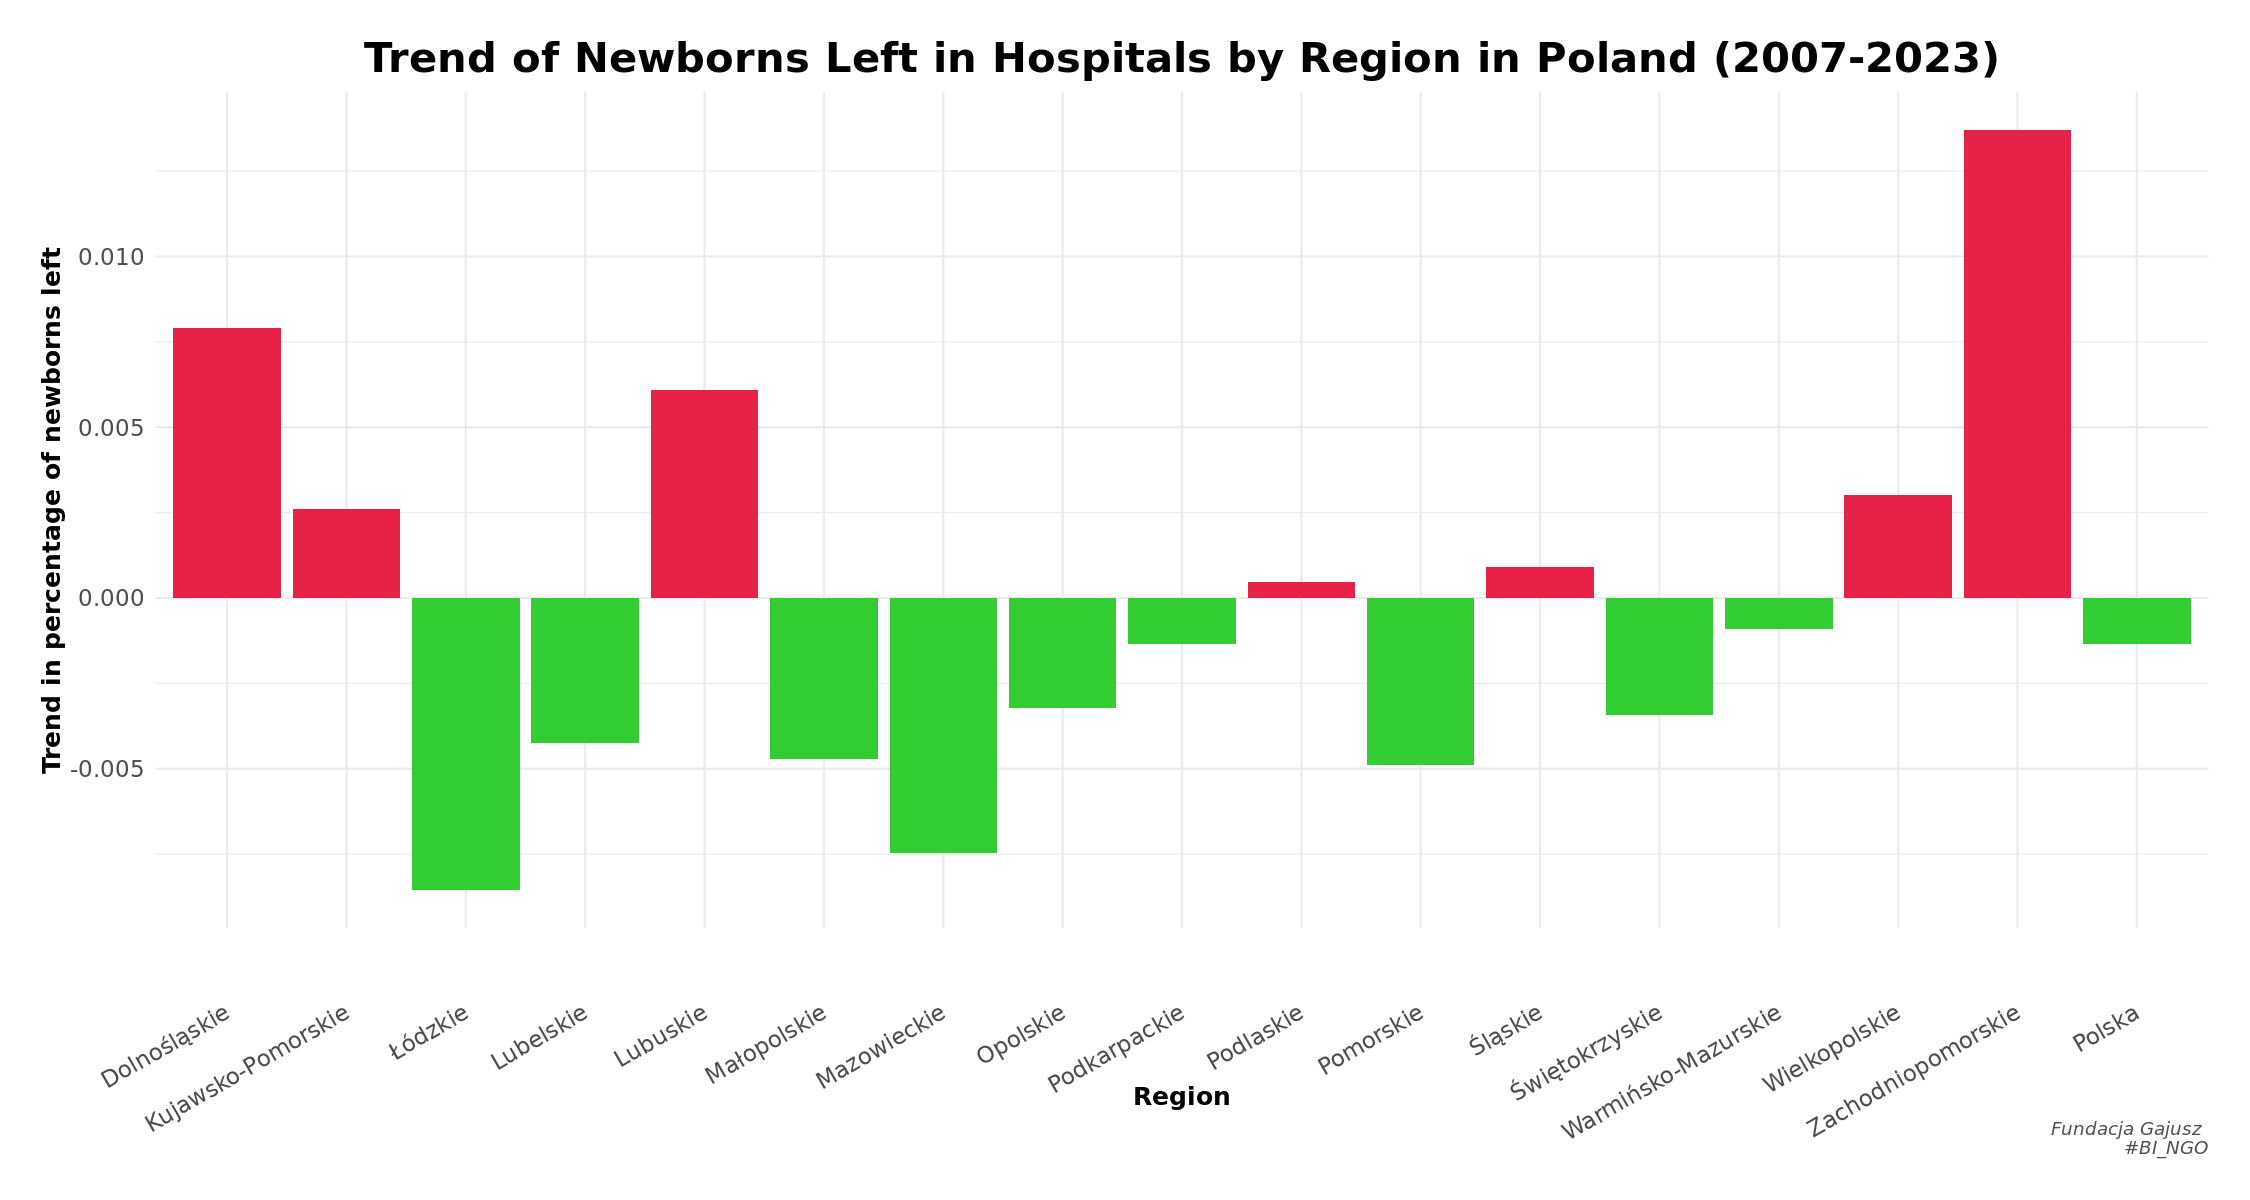 Trend of Newborns Left in Hospitals by Region in Poland (2007-2023)
Trend in percentage of newborns left
0.010
0.005
0.000
-0.005
Dolnośląskie
Kujawsko-Pomorskie
Łódzkie
Lubelskie
Lubuskie
Małopolskie
Mazowieckie
Opolskie
Podkarpackie
Podlaskie
Pomorskie
Śląskie
Świętokrzyskie
Warmińsko-Mazurskie
Wielkopolskie
Zachodniopomorskie
Polska
Region
Fundacja Gajusz
#BI_NGO